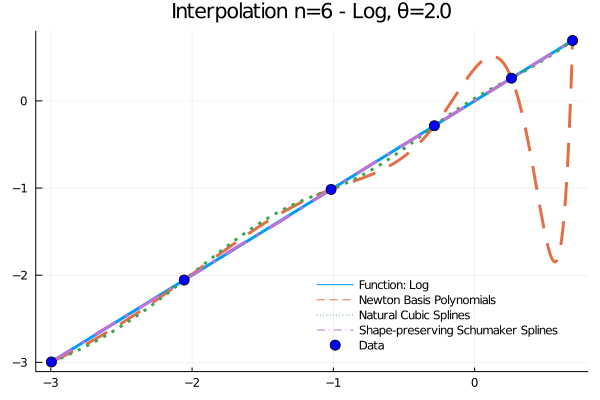 Interpolation n=6 - Log, θ=2.0
0
−1
−2
−3
Function: Log
Newton Basis Polynomials
Natural Cubic Splines
Shape-preserving Schumaker Splines
Data
−3 −2 −1 0